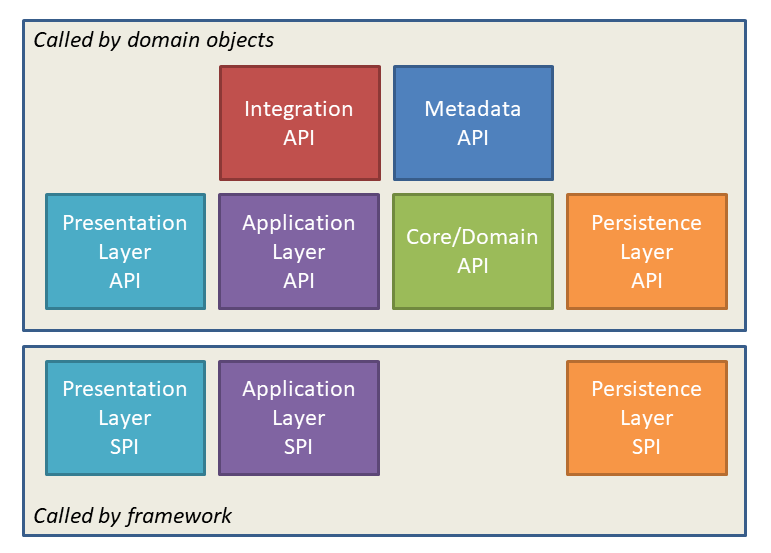 Called by domain objects
Integration
API
Metadata
API
Presentation
Layer
API
Application
Layer
API
Core/Domain
API
Persistence
Layer
API
Presentation
Layer
SPI
Application
Layer
SPI
Persistence
Layer
SPI
Called by framework